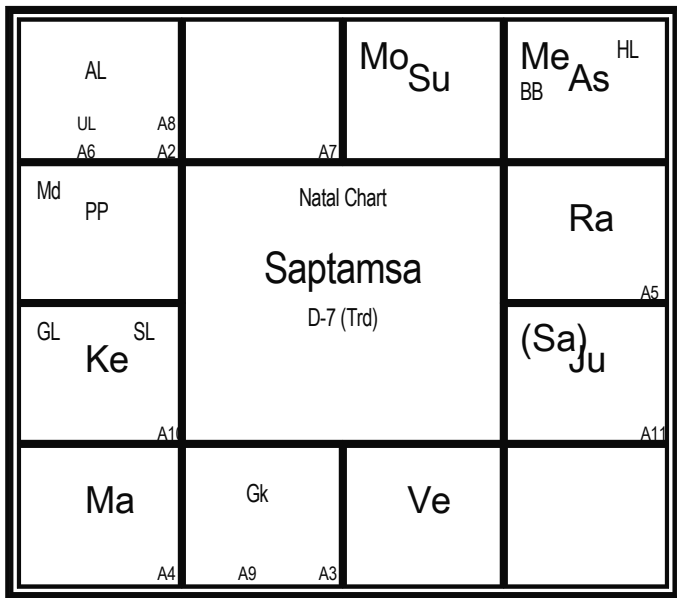 AL
UL A8
A6 A2
A7
Mo
Su
Me HL
BB As
Md
PP
Natal Chart
Saptamsa
D-7 (Trd)
Ra
A5
GL SL
Ke
A10
(Sa)
Ju
A11
Ma
A4
Gk
A9 A3
Ve